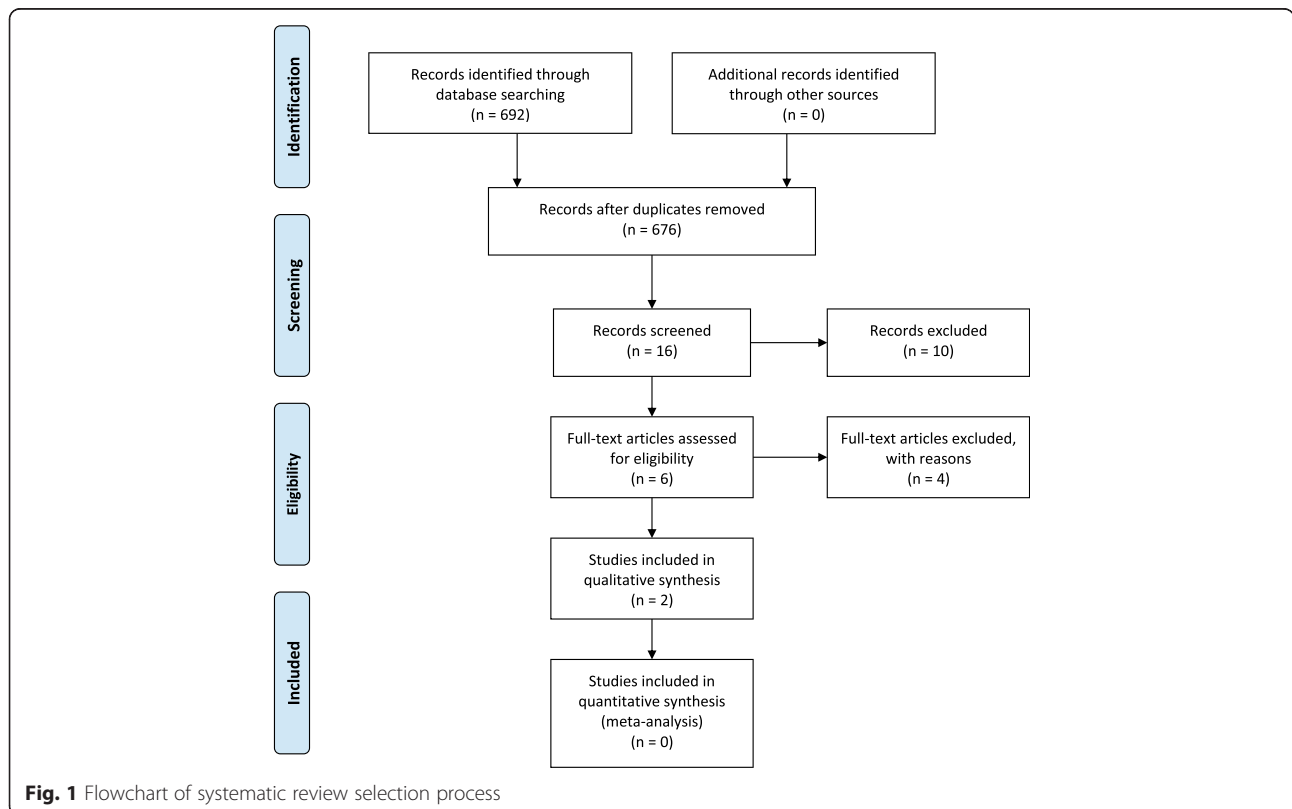 Identification
Records identified through
database searching
(n = 692)
Additional records identified
through other sources
(n = 0)
Records after duplicates removed
(n = 676)
Screening
Records screened
(n = 16)
Records excluded
(n = 10)
Eligibility
Full-text articles assessed
for eligibility
(n = 6)
Full-text articles excluded,
with reasons
(n = 4)
Studies included in
qualitative synthesis
(n = 2)
Included
Studies included in
quantitative synthesis
(meta-analysis)
(n = 0)
Fig. 1 Flowchart of systematic review selection process